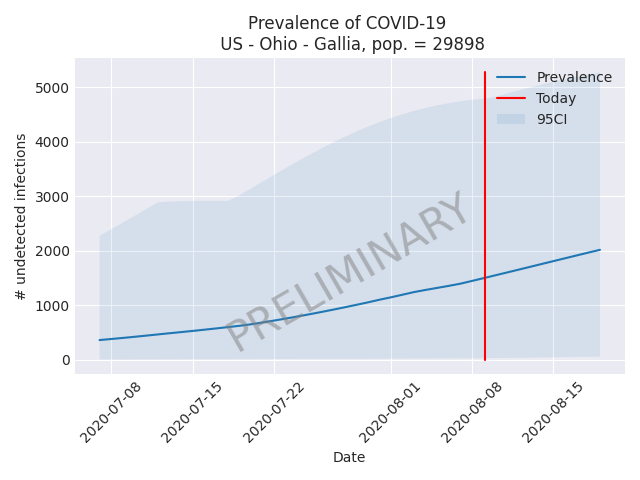 Prevalence of COVID-19
US - Ohio - Gallia, pop. = 29898
Prevalence
Today
95CI
5000
4000
3000
2000
1000
0
# undetected infections
PRELIMINARY
2020-07-08
2020-07-15
2020-07-22
2020-08-01
2020-08-08
2020-08-15
Date